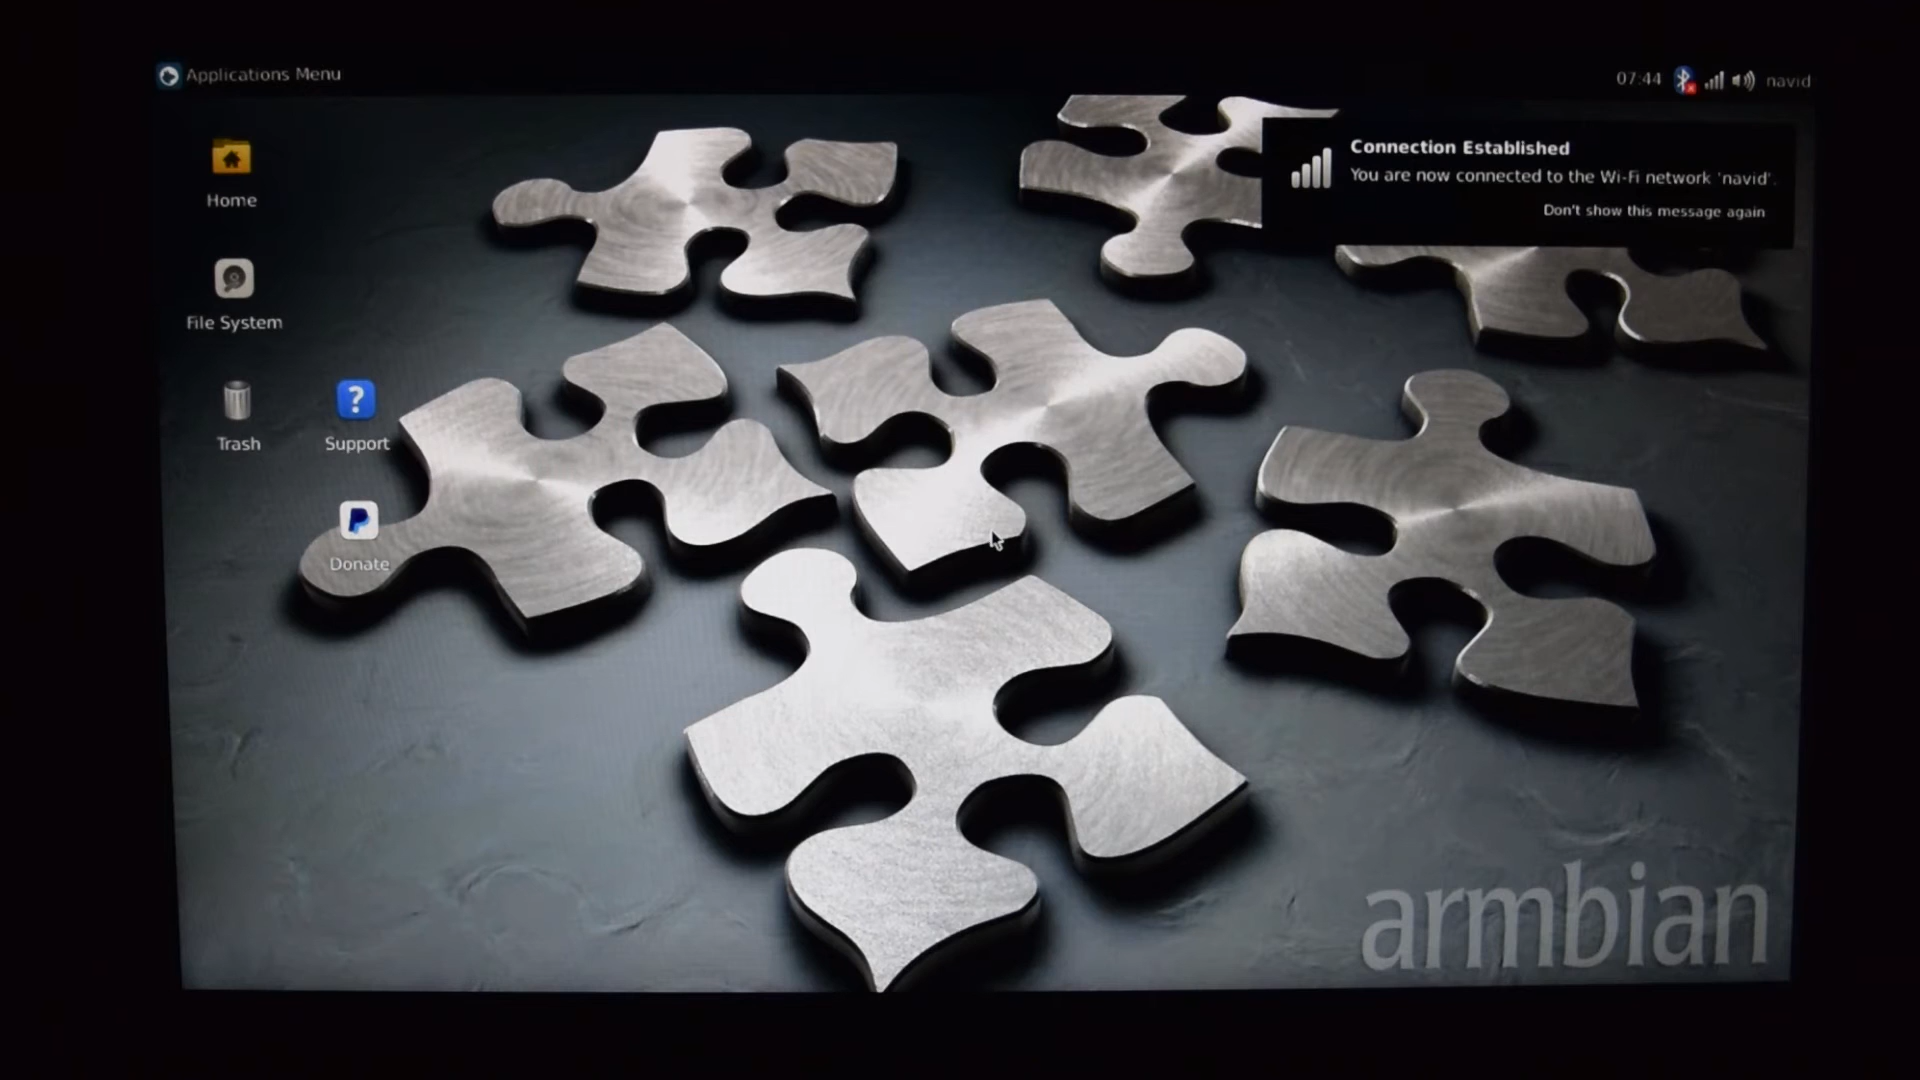 Applications Menu
07:44 navid
Connection Established
You are now connected to the Wi-Fi network 'navid'.
Don't show this message again
Home
File System
Trash
Support
Donate
armbian